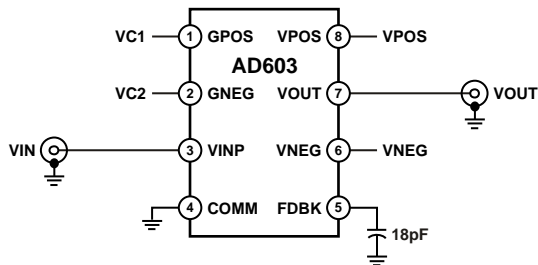 VC1 1 GPOS VPOS 8 VPOS
AD603
VC2 2 GNEG VOUT 7 VOUT
VIN 3 VINP VNEG 6 VNEG
4 COMM FDBK 5
18pF